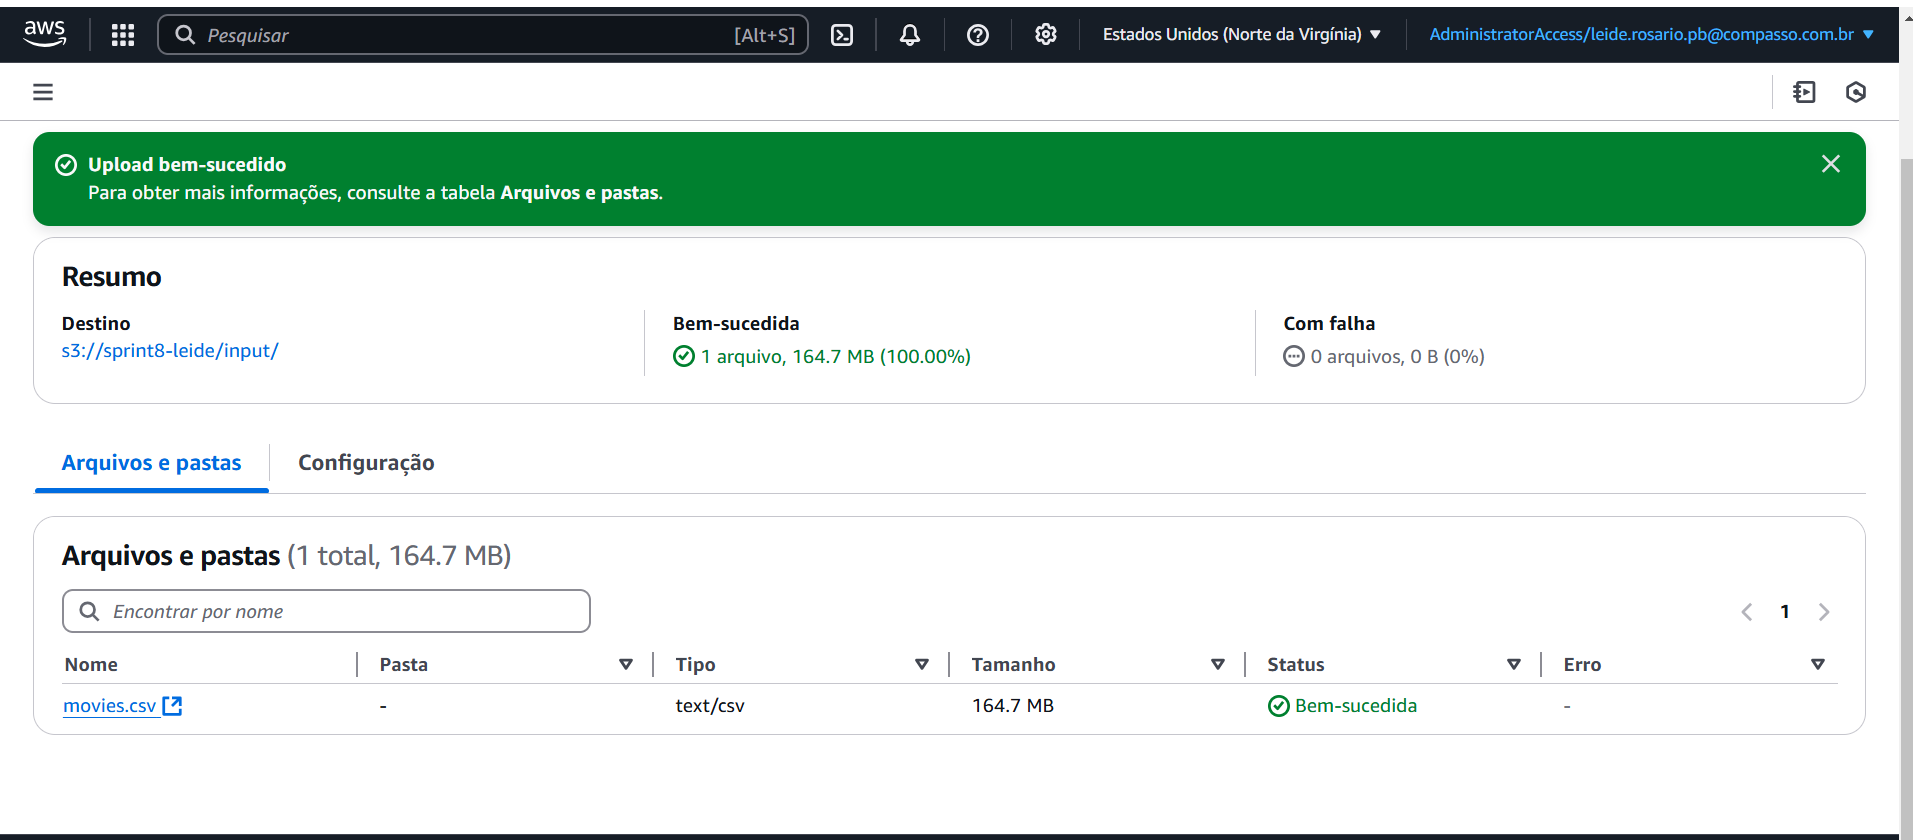 aws
Pesquisar [Alt+S] Estados Unidos (Norte da Virgínia) AdministratorAccess/leide.rosario.pb@compasso.com.br
Upload bem-sucedido
Para obter mais informações, consulte a tabela Arquivos e pastas.
Resumo
Destino Bem-sucedida Com falha
s3://sprint8-leide/input/ 1 arquivo, 164.7 MB (100.00%) 0 arquivos, 0 B (0%)
Arquivos e pastas Configuração
Arquivos e pastas (1 total, 164.7 MB)
Encontrar por nome 1
Nome Pasta Tipo Tamanho Status Erro
movies.csv - text/csv 164.7 MB Bem-sucedida -